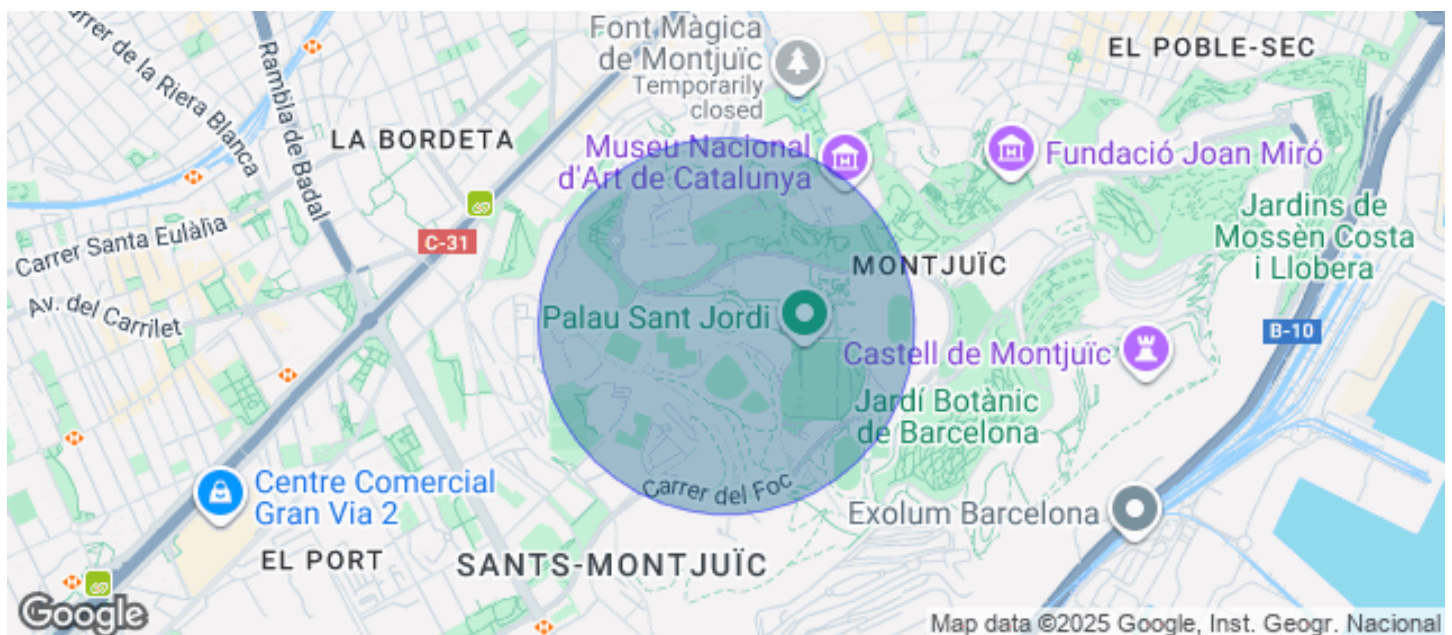 Font Màgica
de Montjuïc
Temporarily
closed
EL POBLE-SEC
Carrer de la Riera Blanca
Rambla de Badal
LA BORDETA
Museu Nacional
d'Art de Catalunya
Fundació Joan Miró
Carrer Santa Eulàlia
C-31
Jardins de
Mossèn Costa
i Llobera
MONTJUÏC
Av. del Carrilet
Palau Sant Jordi
B-10
Castell de Montjuïc
Jardí Botànic
de Barcelona
Carrer del Foc
Centre Comercial
Gran Via 2
Exolum Barcelona
EL PORT
SANTS-MONTJUÏC
Google
Map data ©2025 Google, Inst. Geogr. Nacional